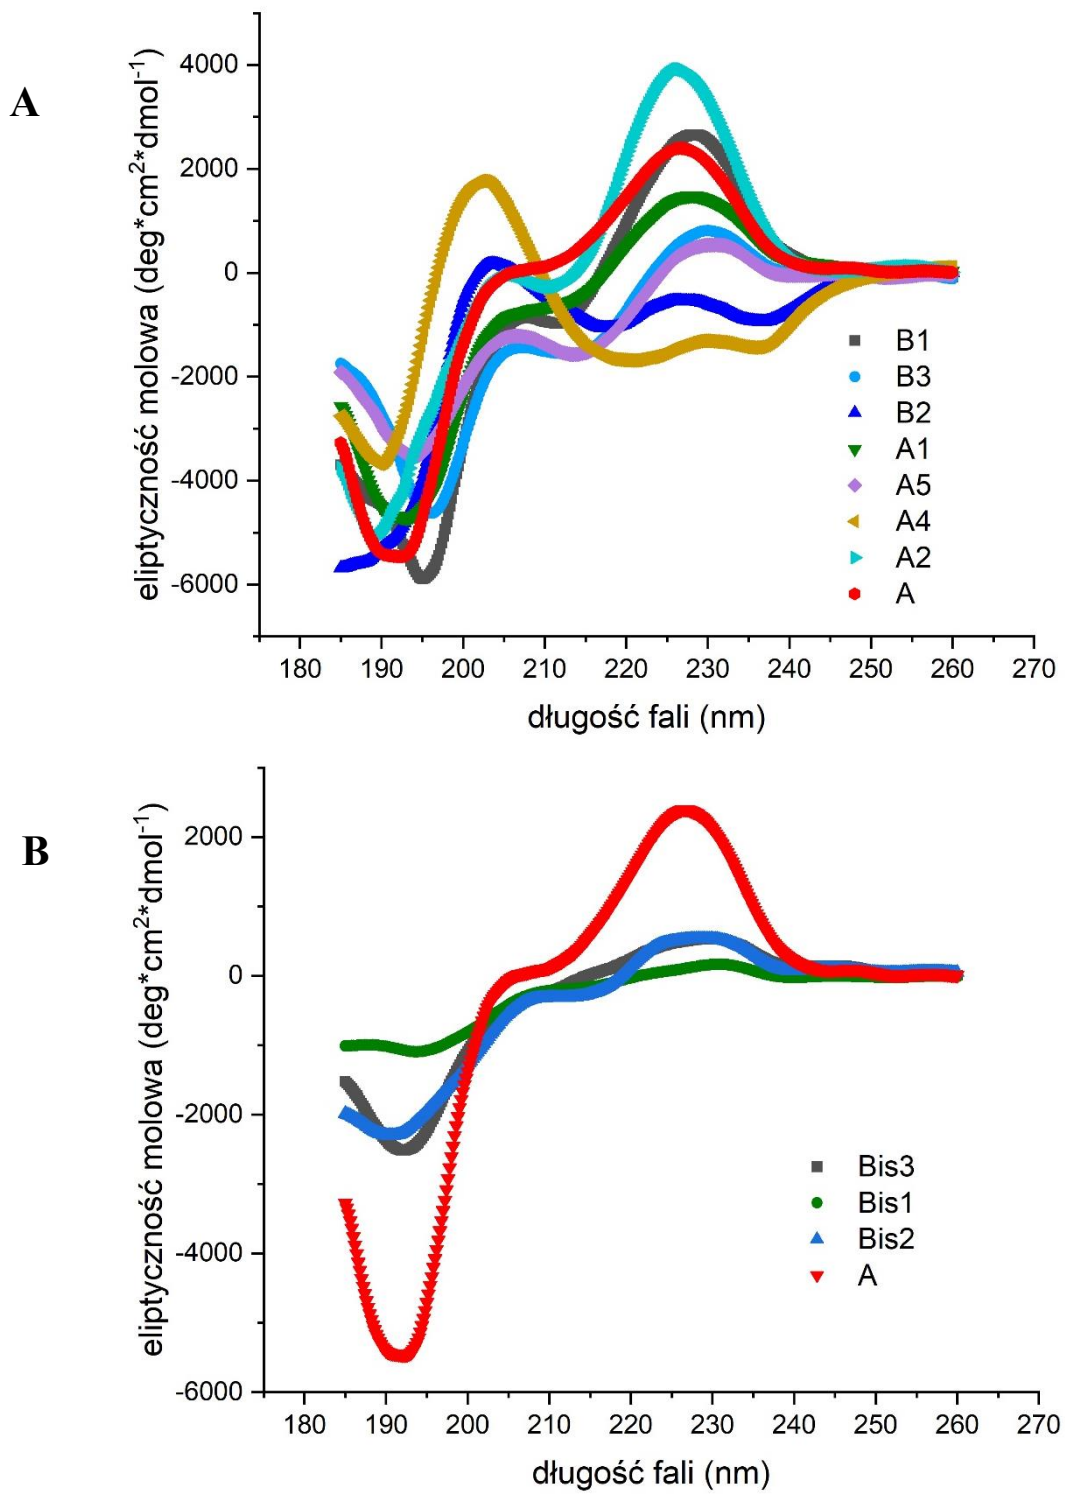 A
eliptyczność molowa (deg*cm²*dmol⁻¹)
4000
2000
0
-2000
-4000
-6000
B1
B3
B2
A1
A5
A4
A2
A
180 190 200 210 220 230 240 250 260 270
długość fali (nm)
B
eliptyczność molowa (deg*cm²*dmol⁻¹)
2000
0
-2000
-4000
-6000
Bis3
Bis1
Bis2
A
180 190 200 210 220 230 240 250 260 270
długość fali (nm)